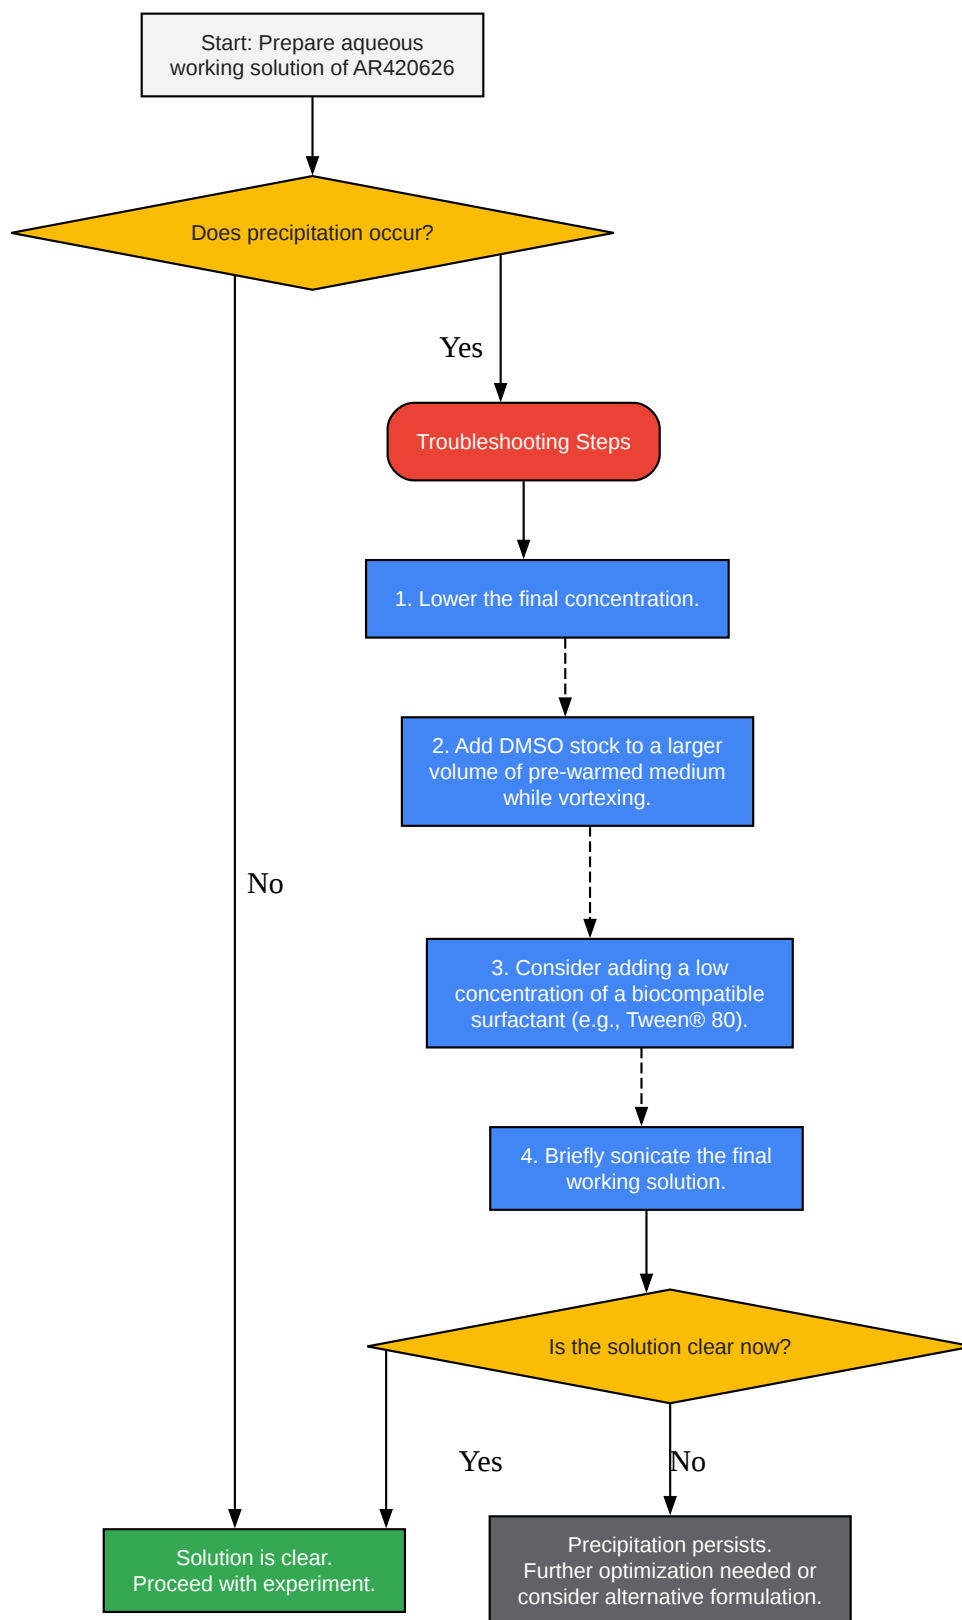 Start: Prepare aqueous
working solution of AR420626
Does precipitation occur?
Yes
Troubleshooting Steps
1. Lower the final concentration.
2. Add DMSO stock to a larger
volume of pre-warmed medium
while vortexing.
No
3. Consider adding a low
concentration of a biocompatible
surfactant (e.g., Tween® 80).
4. Briefly sonicate the final
working solution.
Is the solution clear now?
Yes
No
Solution is clear.
Proceed with experiment.
Precipitation persists.
Further optimization needed or
consider alternative formulation.